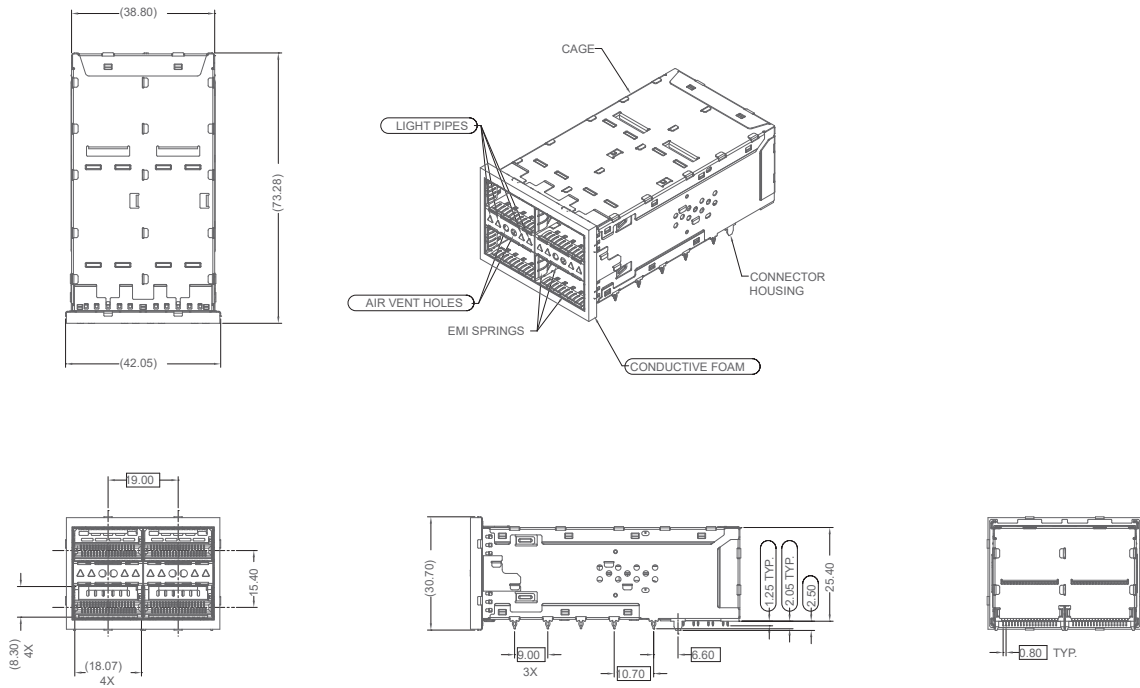 (38.80)
(73.28)
(42.05)
CAGE
LIGHT PIPES
AIR VENT HOLES
EMI SPRINGS
CONNECTOR
HOUSING
CONDUCTIVE FOAM
19.00
15.40
(8.30)
4X
(18.07)
4X
(30.70)
9.00
3X
10.70
6.60
1.25 TYP.
2.05 TYP.
2.50
25.40
0.80 TYP.